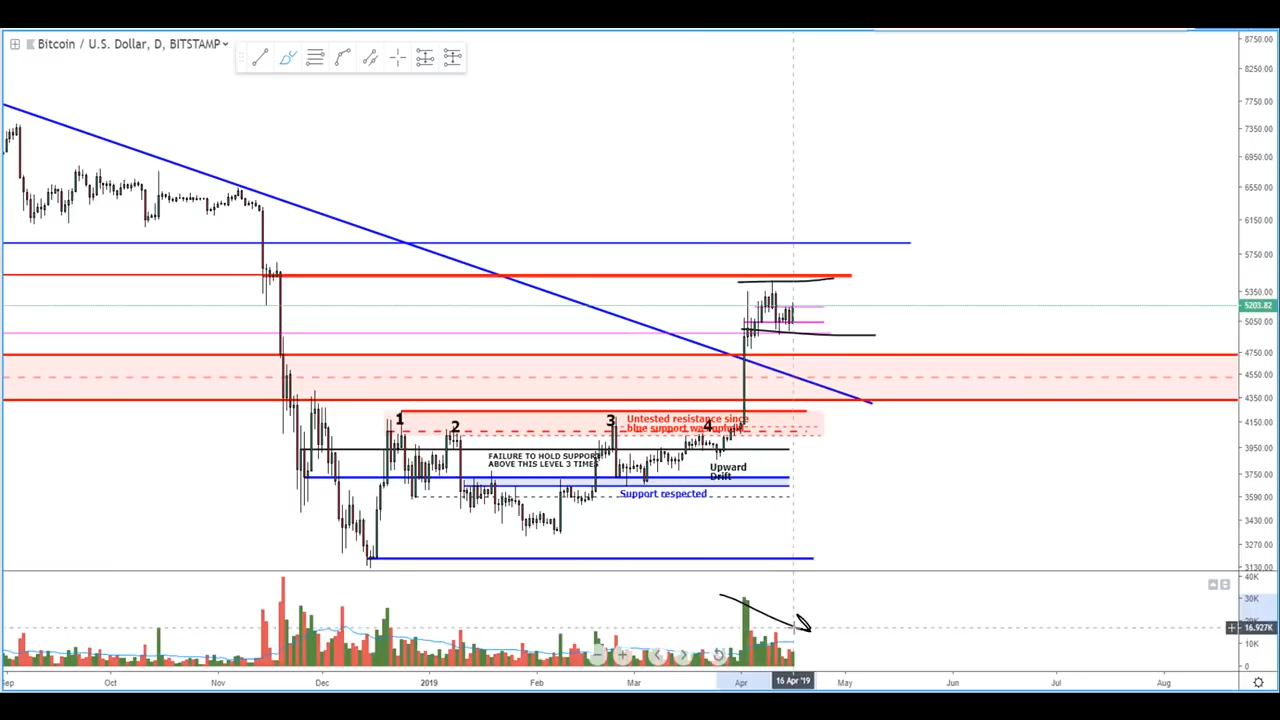 Bitcoin / U.S. Dollar, D, BITSTAMP
8750.00
8250.00
7750.00
7350.00
6950.00
6550.00
6150.00
5750.00
5350.00
5203.82
5050.00
4750.00
4550.00
4350.00
4150.00
3950.00
3750.00
3590.00
3430.00
3270.00
3130.00
1
2
3
4
Untested resistance since
blue support was
FAILURE TO HOLD SUPPORT
ABOVE THIS LEVEL 3 TIMES
Upward
Drift
Support respected
40K
30K
16.927K
10K
0
Sep Oct Nov Dec 2019 Feb Mar Apr 16 Apr '19 May Jun Jul Aug